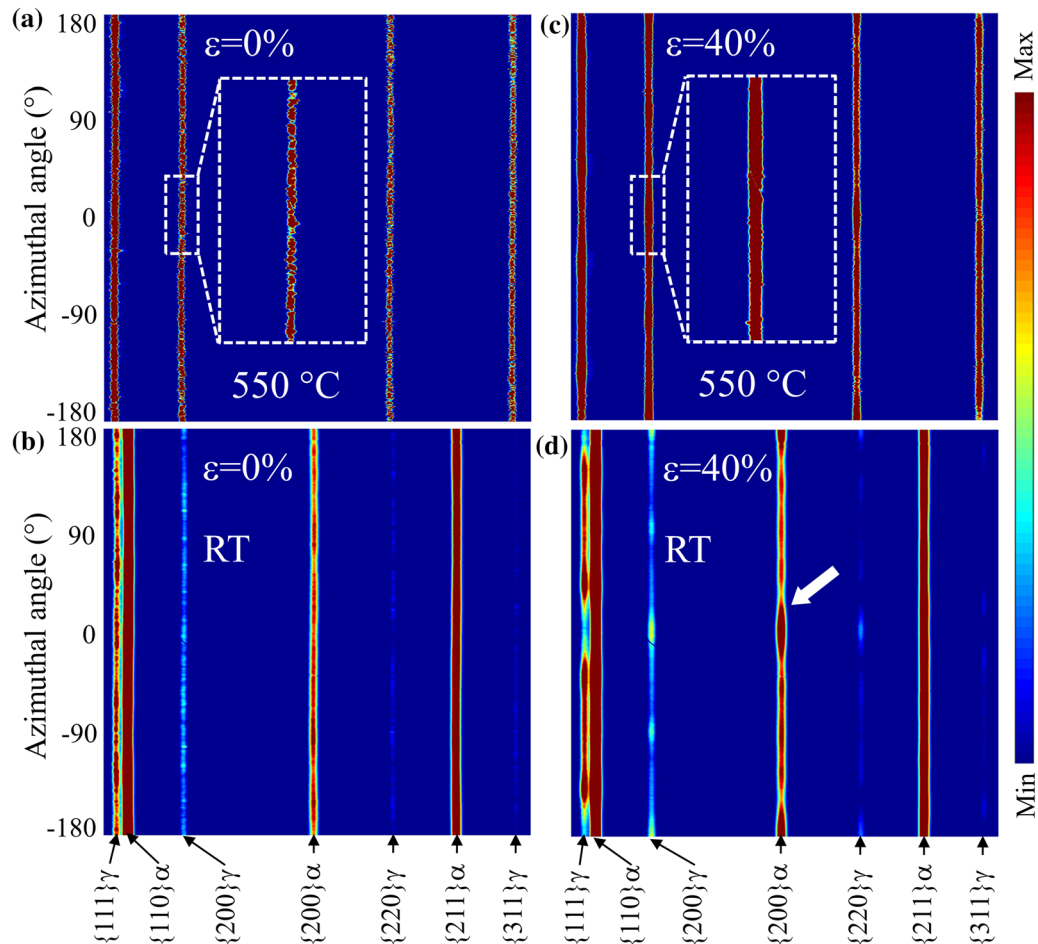 (a)
ε=0%
550 °C
180
90
0
-90
-180
Azimuthal angle (°)
(c)
ε=40%
550 °C
Max
Min
(b)
ε=0%
RT
180
90
0
-90
-180
Azimuthal angle (°)
(d)
ε=40%
RT
{111}γ
{110}α
{200}γ
{200}α
{220}γ
{211}α
{311}γ
{111}γ
{110}α
{200}γ
{200}α
{220}γ
{211}α
{311}γ